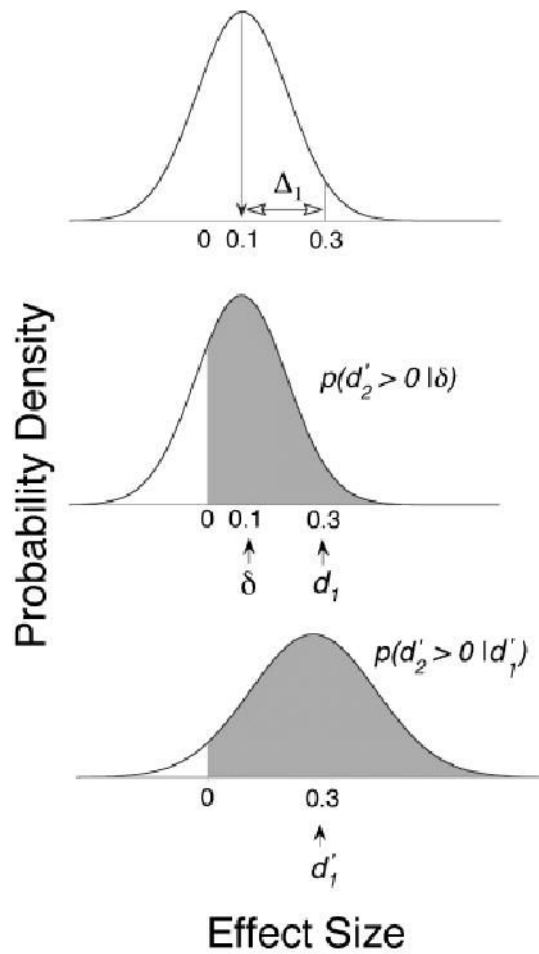 Δ₁
0 0.1 0.3
p(d'₂ > 0 |δ)
0 0.1 0.3
δ d₁
p(d'₂ > 0 |d'₁)
0 0.3
d'₁
Probability Density
Effect Size